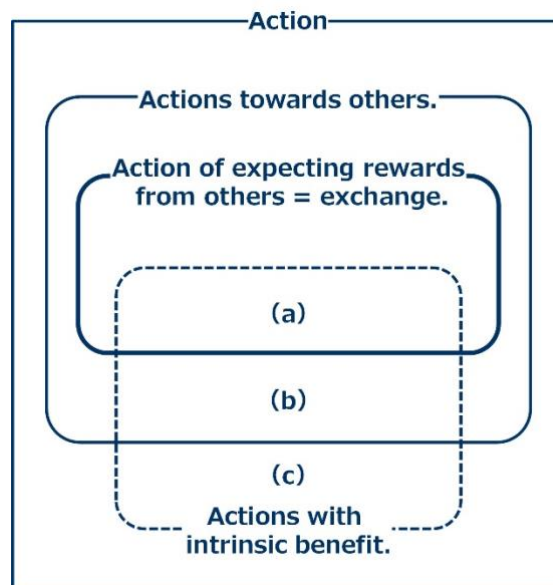 Action
Actions towards others.
Action of expecting rewards
from others = exchange.
(a)
(b)
(c)
Actions with
intrinsic benefit.